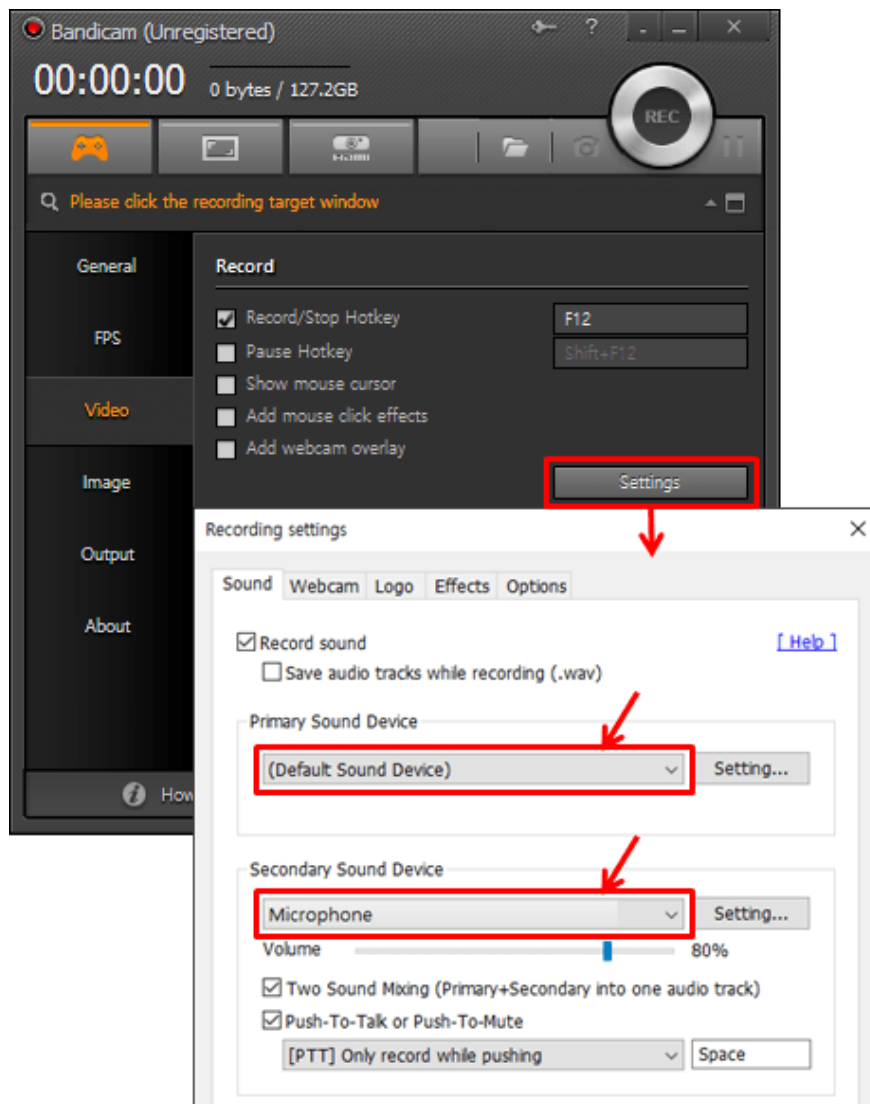 Bandicam (Unregistered)
00:00:00 0 bytes / 127.2GB
REC
HDMI
Please click the recording target window
General
FPS
Video
Image
Output
About
Record
Record/Stop Hotkey F12
Pause Hotkey Shift+F12
Show mouse cursor
Add mouse click effects
Add webcam overlay
Settings
How
Recording settings
Sound Webcam Logo Effects Options
Record sound [ Help ]
Save audio tracks while recording (.wav)
Primary Sound Device
(Default Sound Device) Setting...
Secondary Sound Device
Microphone Setting...
Volume 80%
Two Sound Mixing (Primary+Secondary into one audio track)
Push-To-Talk or Push-To-Mute
[PTT] Only record while pushing Space